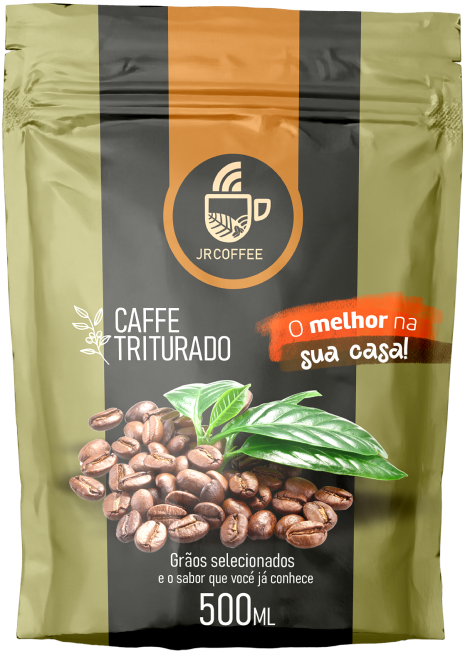 JRCOFFEE
CAFFE
TRITURADO
O melhor na
sua casa!
Grãos selecionados
e o sabor que você já conhece
500ML